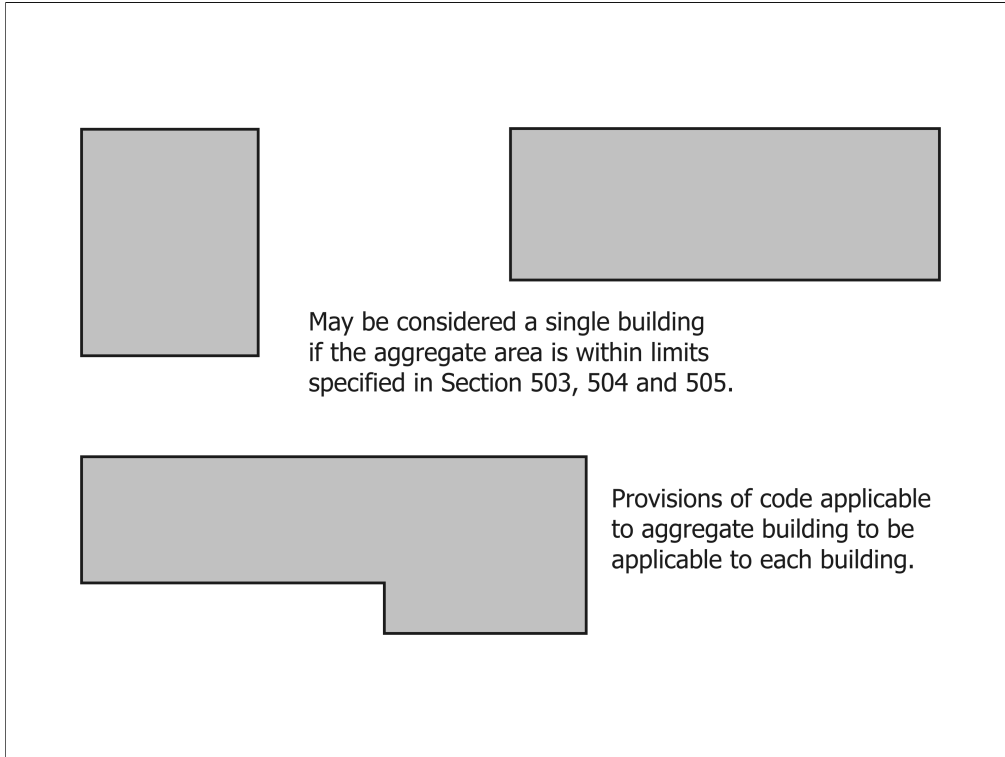 May be considered a single building
if the aggregate area is within limits
specified in Section 503, 504 and 505.
Provisions of code applicable
to aggregate building to be
applicable to each building.